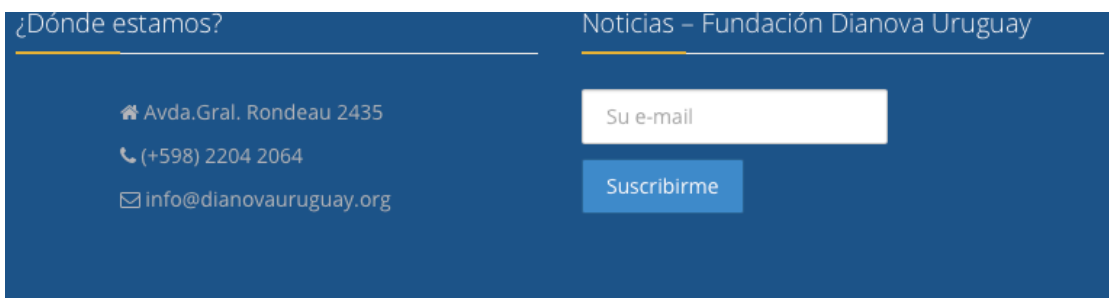 ¿Dónde estamos?
Avda.Gral. Rondeau 2435
(+598) 2204 2064
info@dianovauruguay.org
Noticias – Fundación Dianova Uruguay
Su e-mail
Suscribirme